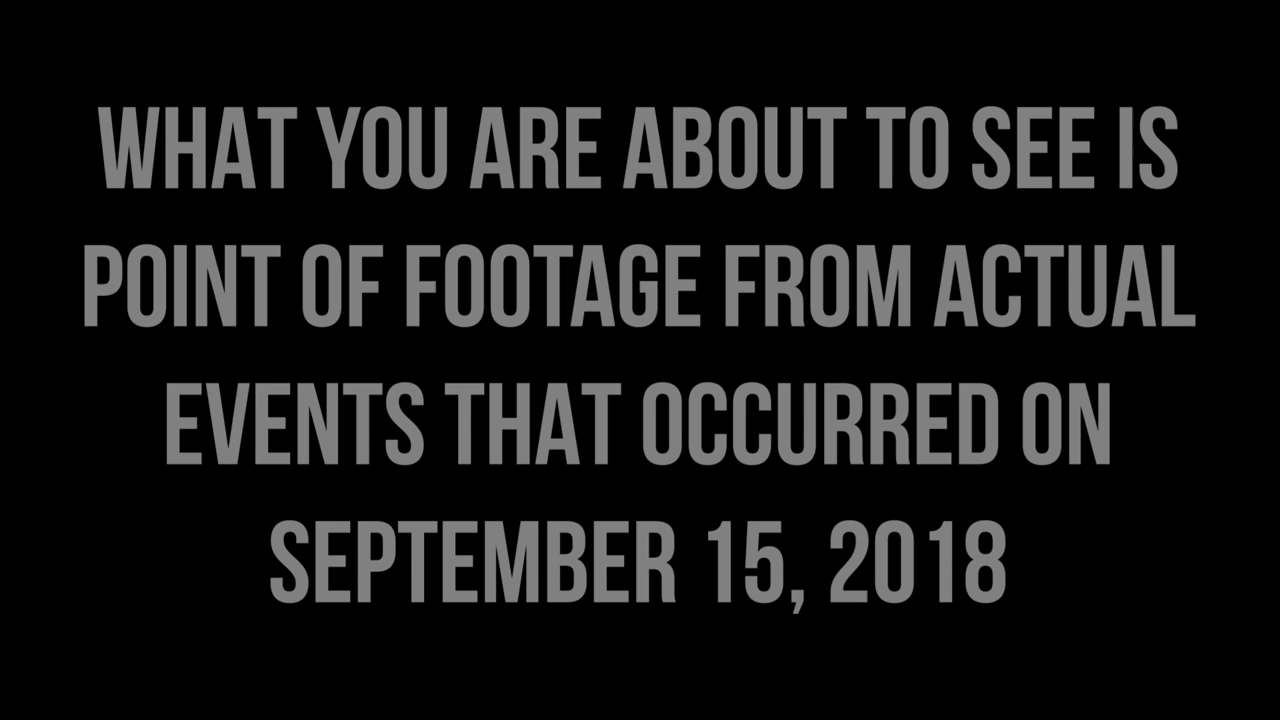 WHAT YOU ARE ABOUT TO SEE IS
POINT OF FOOTAGE FROM ACTUAL
EVENTS THAT OCCURRED ON
SEPTEMBER 15, 2018